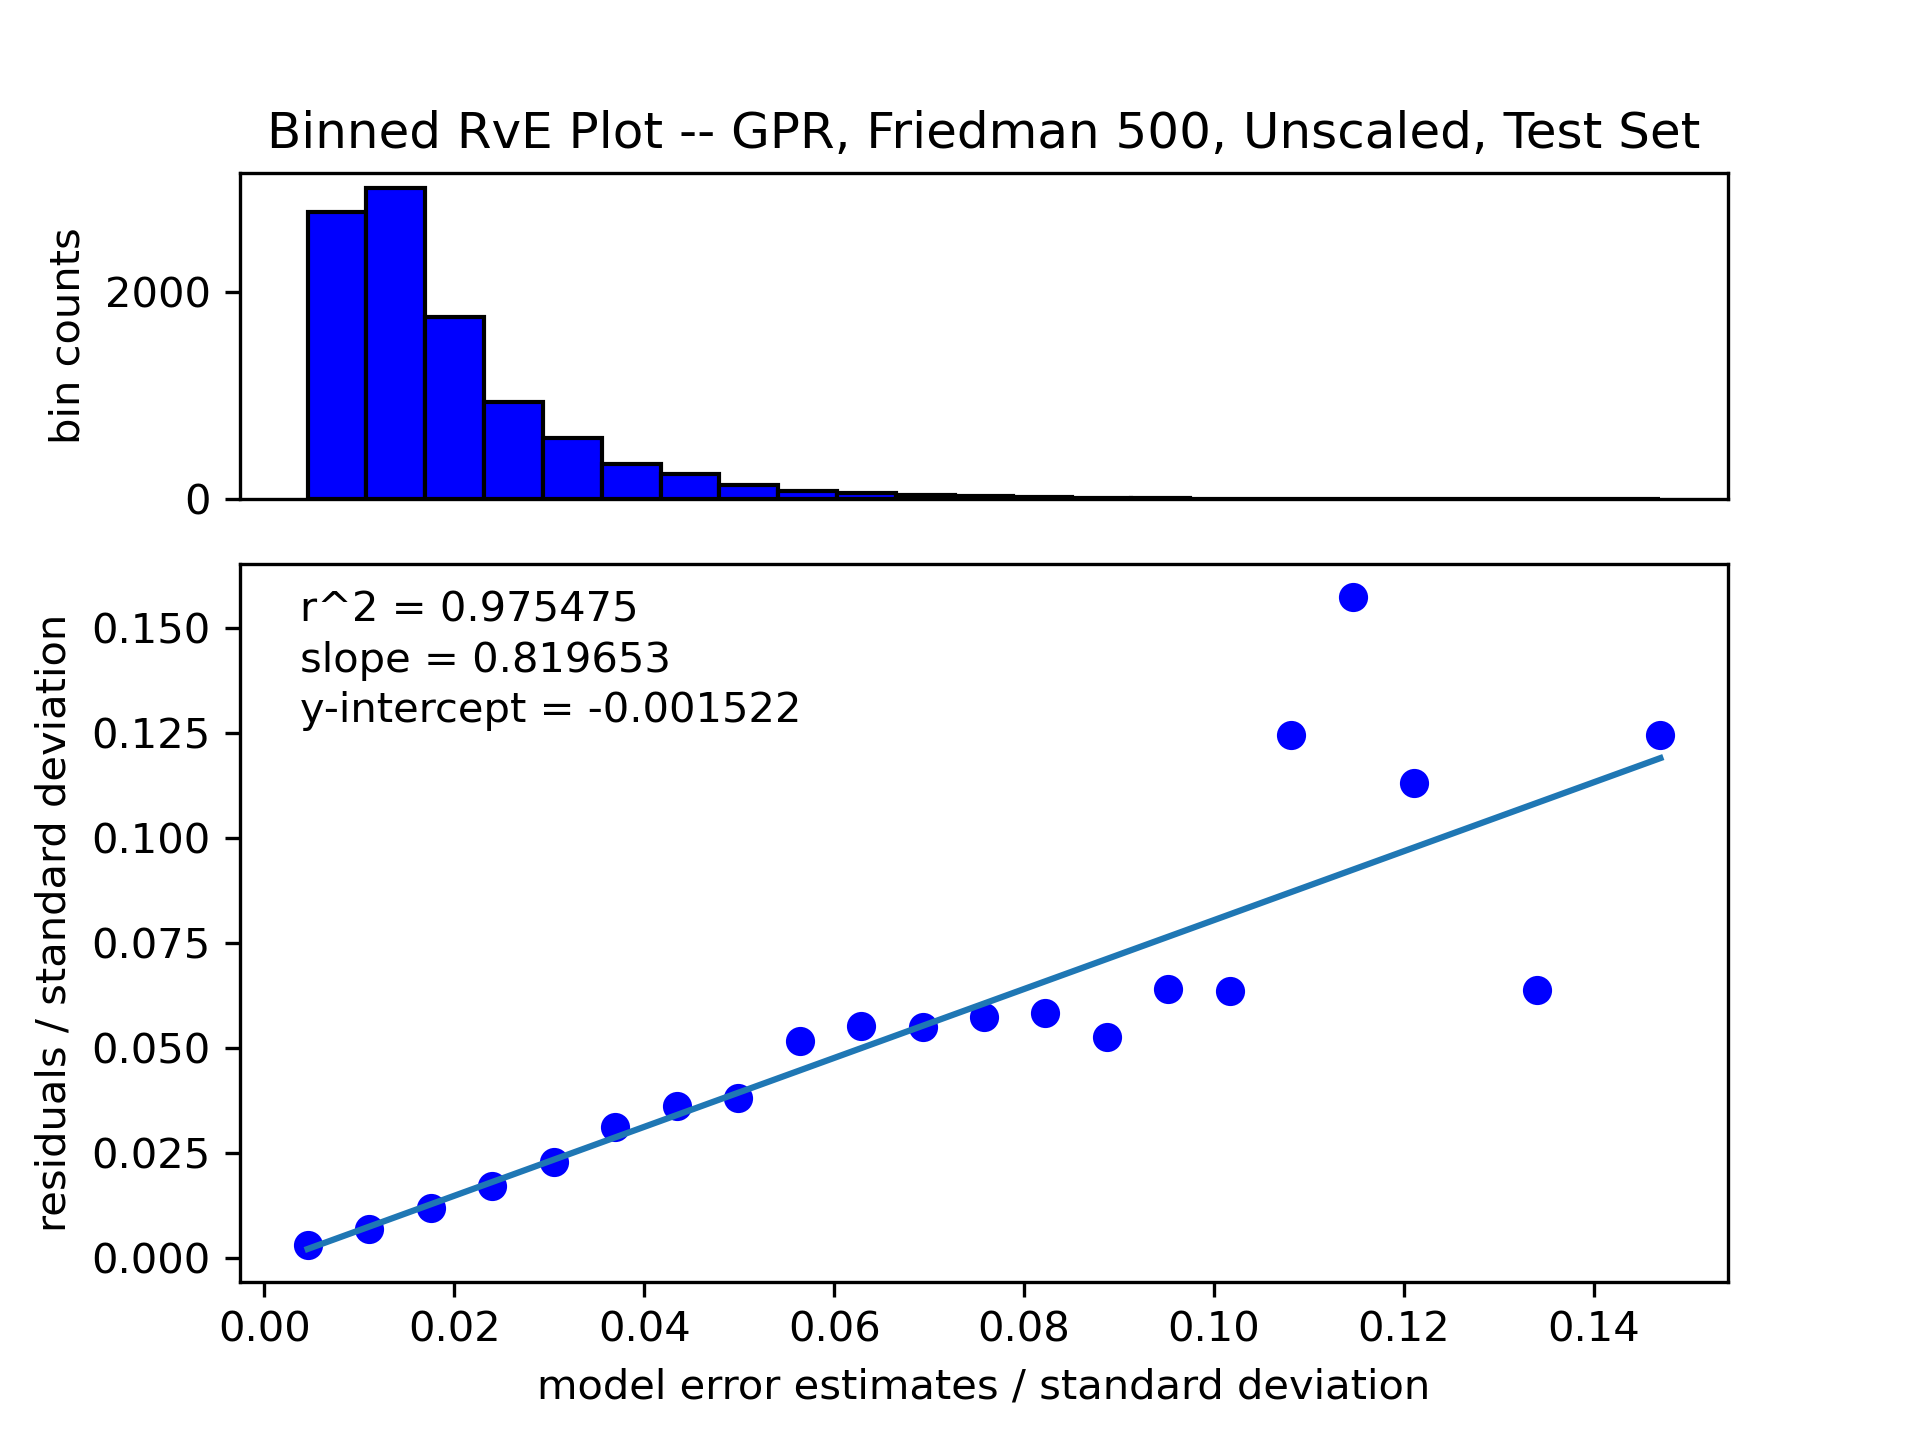 Binned RvE Plot -- GPR, Friedman 500, Unscaled, Test Set
bin counts
2000
0
r^2 = 0.975475
slope = 0.819653
y-intercept = -0.001522
residuals / standard deviation
0.150
0.125
0.100
0.075
0.050
0.025
0.000
0.00 0.02 0.04 0.06 0.08 0.10 0.12 0.14
model error estimates / standard deviation